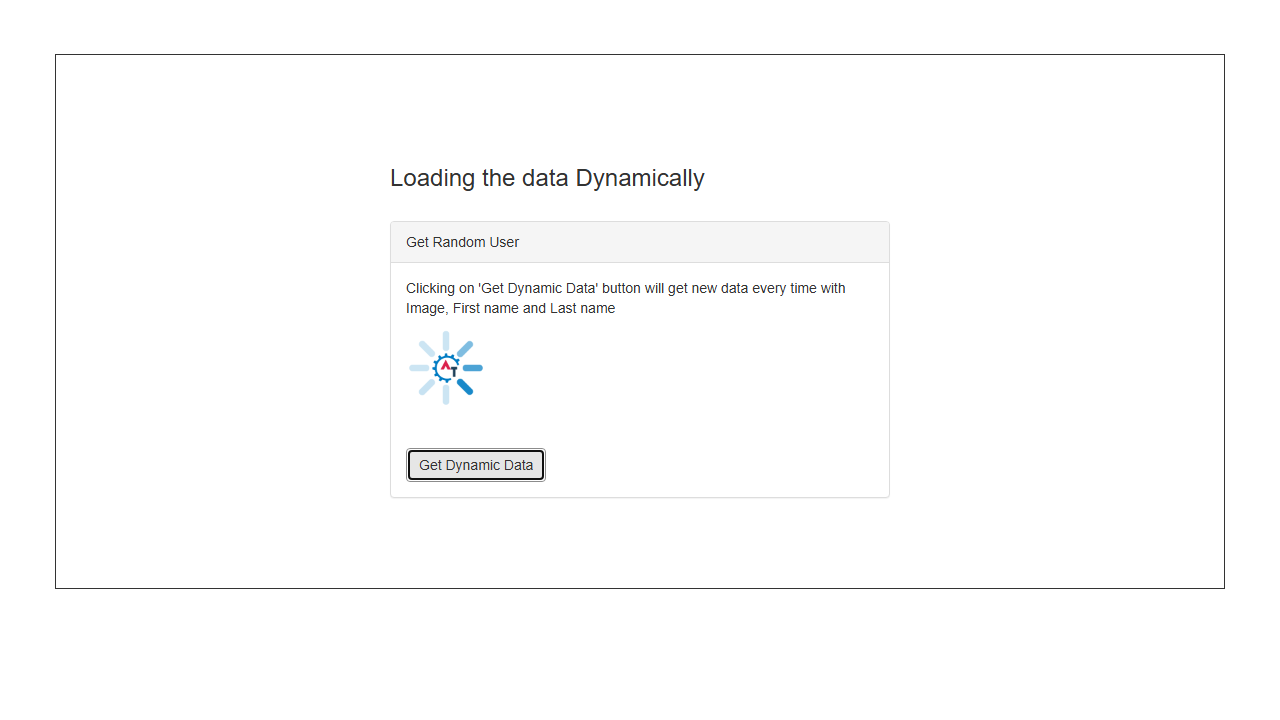 Loading the data Dynamically
Get Random User
Clicking on 'Get Dynamic Data' button will get new data every time with
Image, First name and Last name
AT
Get Dynamic Data